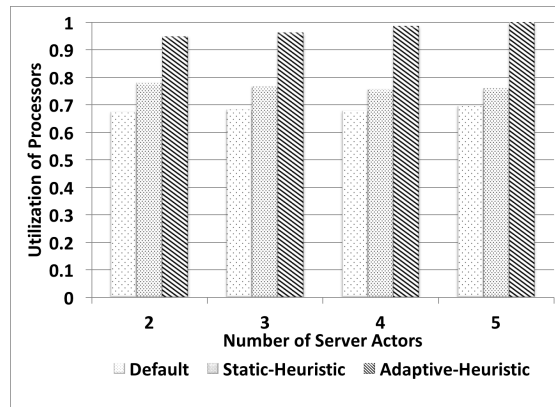 Utilization of Processors
1
0.9
0.8
0.7
0.6
0.5
0.4
0.3
0.2
0.1
0
2 3 4 5
Number of Server Actors
Default Static-Heuristic Adaptive-Heuristic